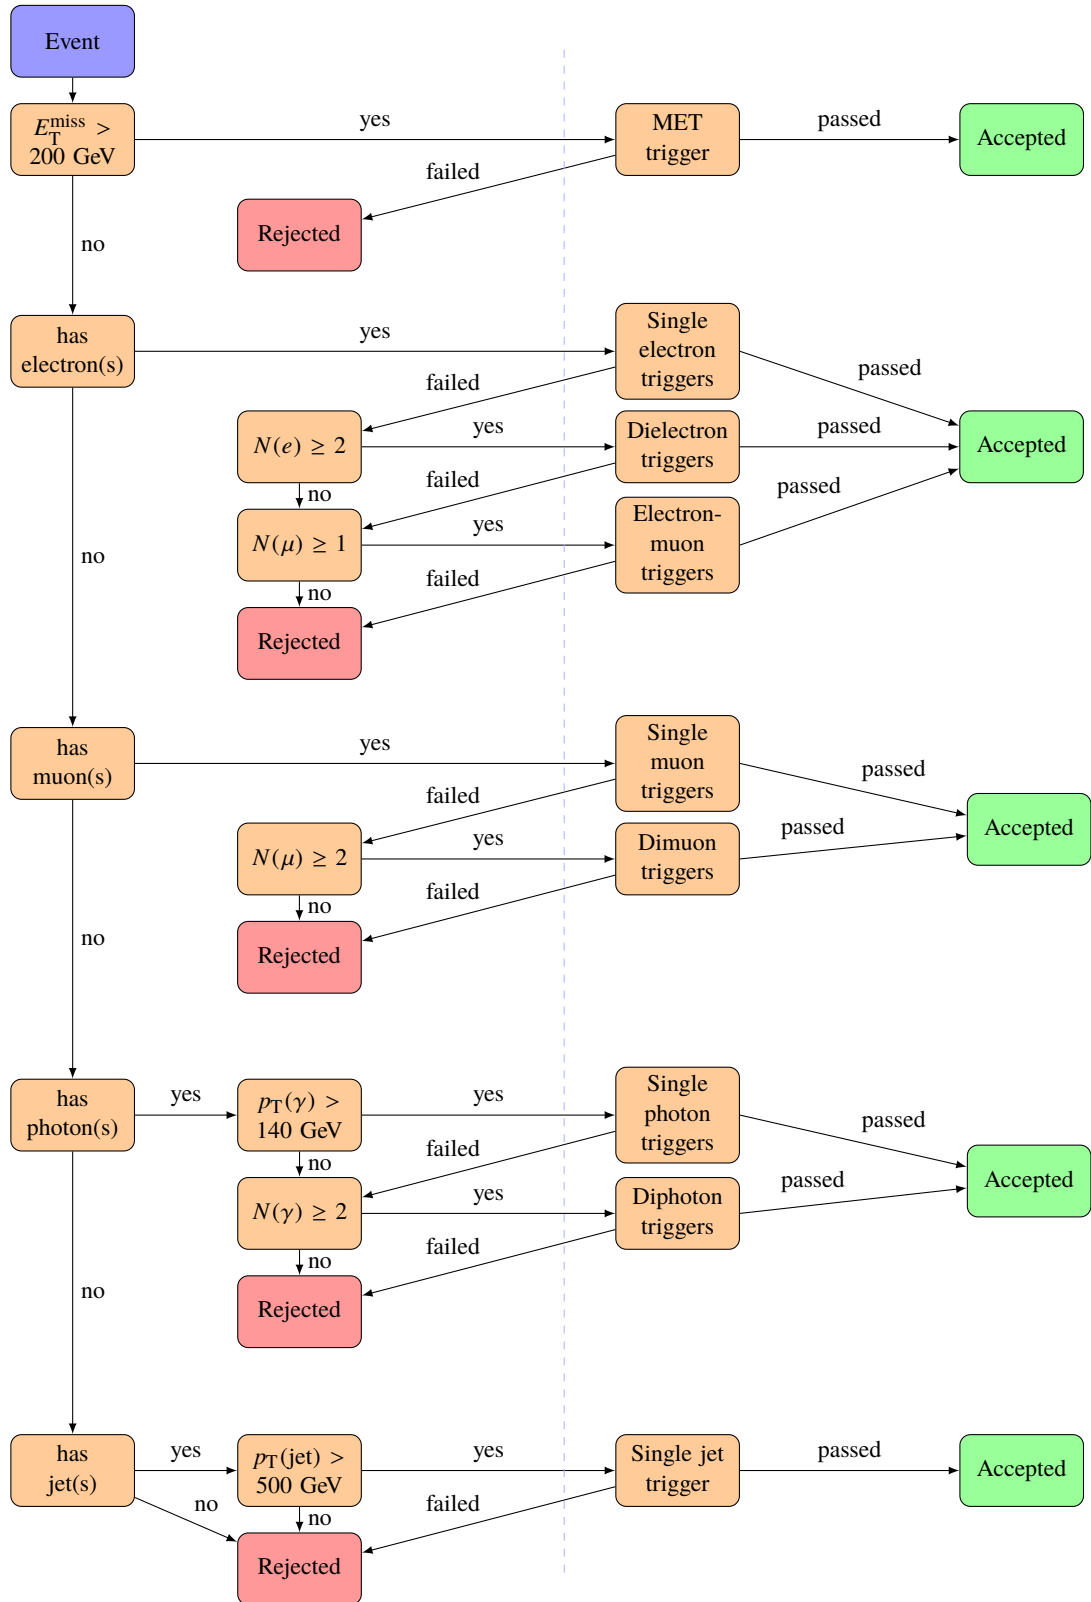 Event
E_T^miss >
200 GeV
yes
MET
trigger
passed
Accepted
failed
Rejected
no
has
electron(s)
yes
Single
electron
triggers
passed
failed
N(e) ≥ 2
yes
Dielectron
triggers
passed
Accepted
no
failed
N(μ) ≥ 1
yes
Electron-
muon
triggers
passed
no
failed
Rejected
no
has
muon(s)
yes
Single
muon
triggers
passed
failed
N(μ) ≥ 2
yes
Dimuon
triggers
passed
Accepted
no
failed
Rejected
no
has
photon(s)
yes
p_T(γ) >
140 GeV
yes
Single
photon
triggers
passed
no
failed
N(γ) ≥ 2
yes
Diphoton
triggers
passed
Accepted
no
failed
Rejected
no
has
jet(s)
yes
p_T(jet) >
500 GeV
yes
Single jet
trigger
passed
Accepted
no
no
failed
Rejected